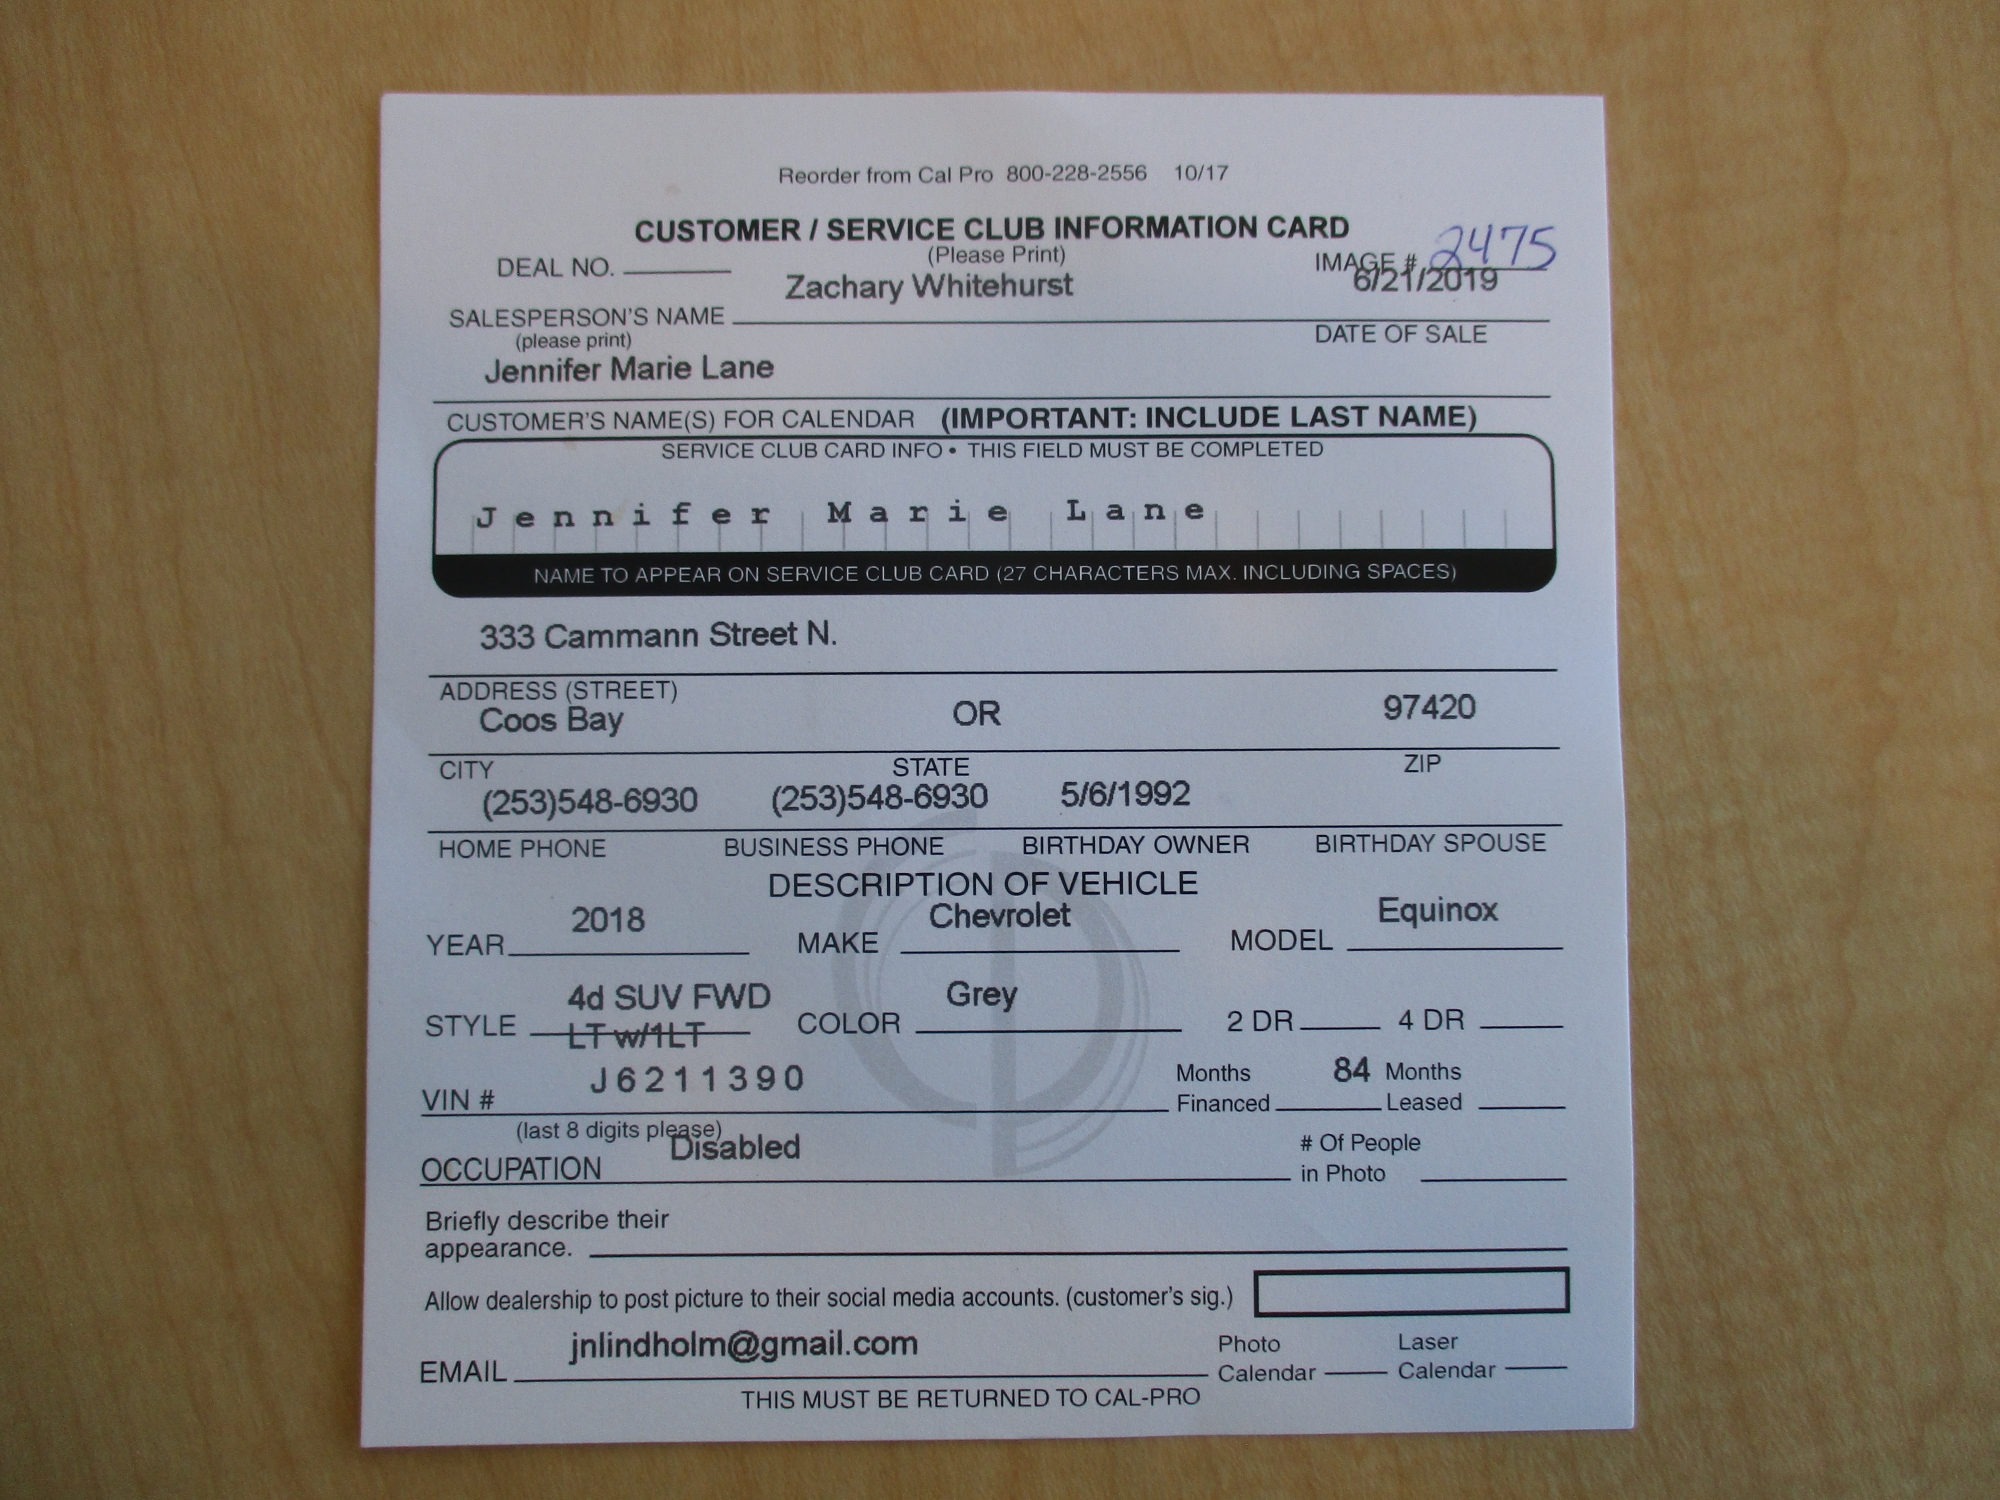 Reorder from Cal Pro 800-228-2556 10/17
CUSTOMER / SERVICE CLUB INFORMATION CARD
(Please Print)
DEAL NO.
IMAGE # 2475
Zachary Whitehurst 6/21/2019
SALESPERSON'S NAME
(please print)
DATE OF SALE
Jennifer Marie Lane
CUSTOMER'S NAME(S) FOR CALENDAR (IMPORTANT: INCLUDE LAST NAME)
SERVICE CLUB CARD INFO • THIS FIELD MUST BE COMPLETED
Jennifer Marie Lane
NAME TO APPEAR ON SERVICE CLUB CARD (27 CHARACTERS MAX. INCLUDING SPACES)
333 Cammann Street N.
ADDRESS (STREET)
Coos Bay OR 97420
CITY STATE ZIP
(253)548-6930 (253)548-6930 5/6/1992
HOME PHONE BUSINESS PHONE BIRTHDAY OWNER BIRTHDAY SPOUSE
DESCRIPTION OF VEHICLE
2018 Chevrolet Equinox
YEAR MAKE MODEL
4d SUV FWD Grey
STYLE LT w/1LT COLOR 2 DR 4 DR
J6211390 Months 84 Months
VIN # Financed Leased
(last 8 digits please)
Disabled # Of People
OCCUPATION in Photo
Briefly describe their
appearance.
Allow dealership to post picture to their social media accounts. (customer's sig.)
jnlindholm@gmail.com Photo Laser
EMAIL Calendar Calendar
THIS MUST BE RETURNED TO CAL-PRO